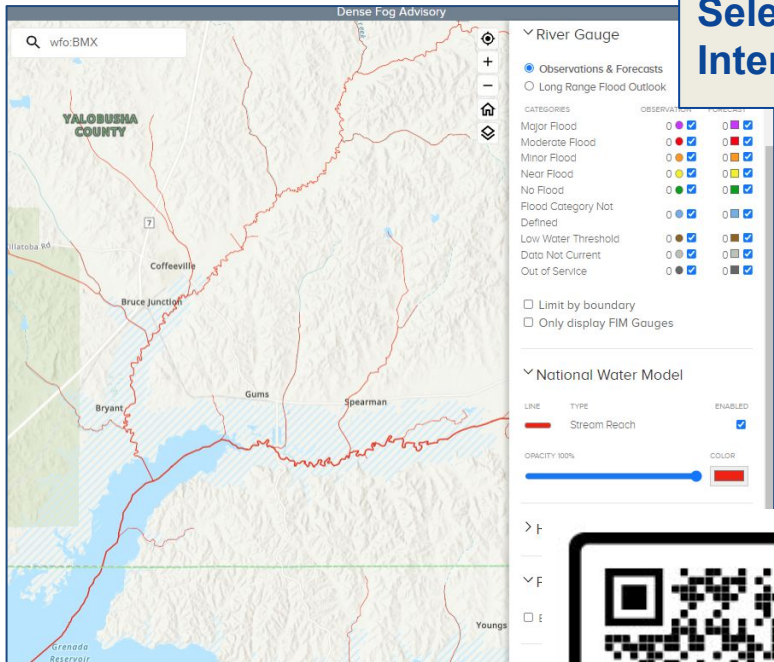 Dense Fog Advisory
wfo:BMX
YALOBUSHA
COUNTY
7
Coffeeville
Bruce Junction
Bryant
Gums
Spearman
Youngs
Grenada
Reservoir
River Gauge
Observations & Forecasts
Long Range Flood Outlook
CATEGORIES OBSERVATION FORECAST
Major Flood 0 0
Moderate Flood 0 0
Minor Flood 0 0
Near Flood 0 0
No Flood 0 0
Flood Category Not
Defined 0 0
Low Water Threshold 0 0
Data Not Current 0 0
Out of Service 0 0
Limit by boundary
Only display FIM Gauges
National Water Model
LINE TYPE ENABLED
Stream Reach
OPACITY: 100% COLOR